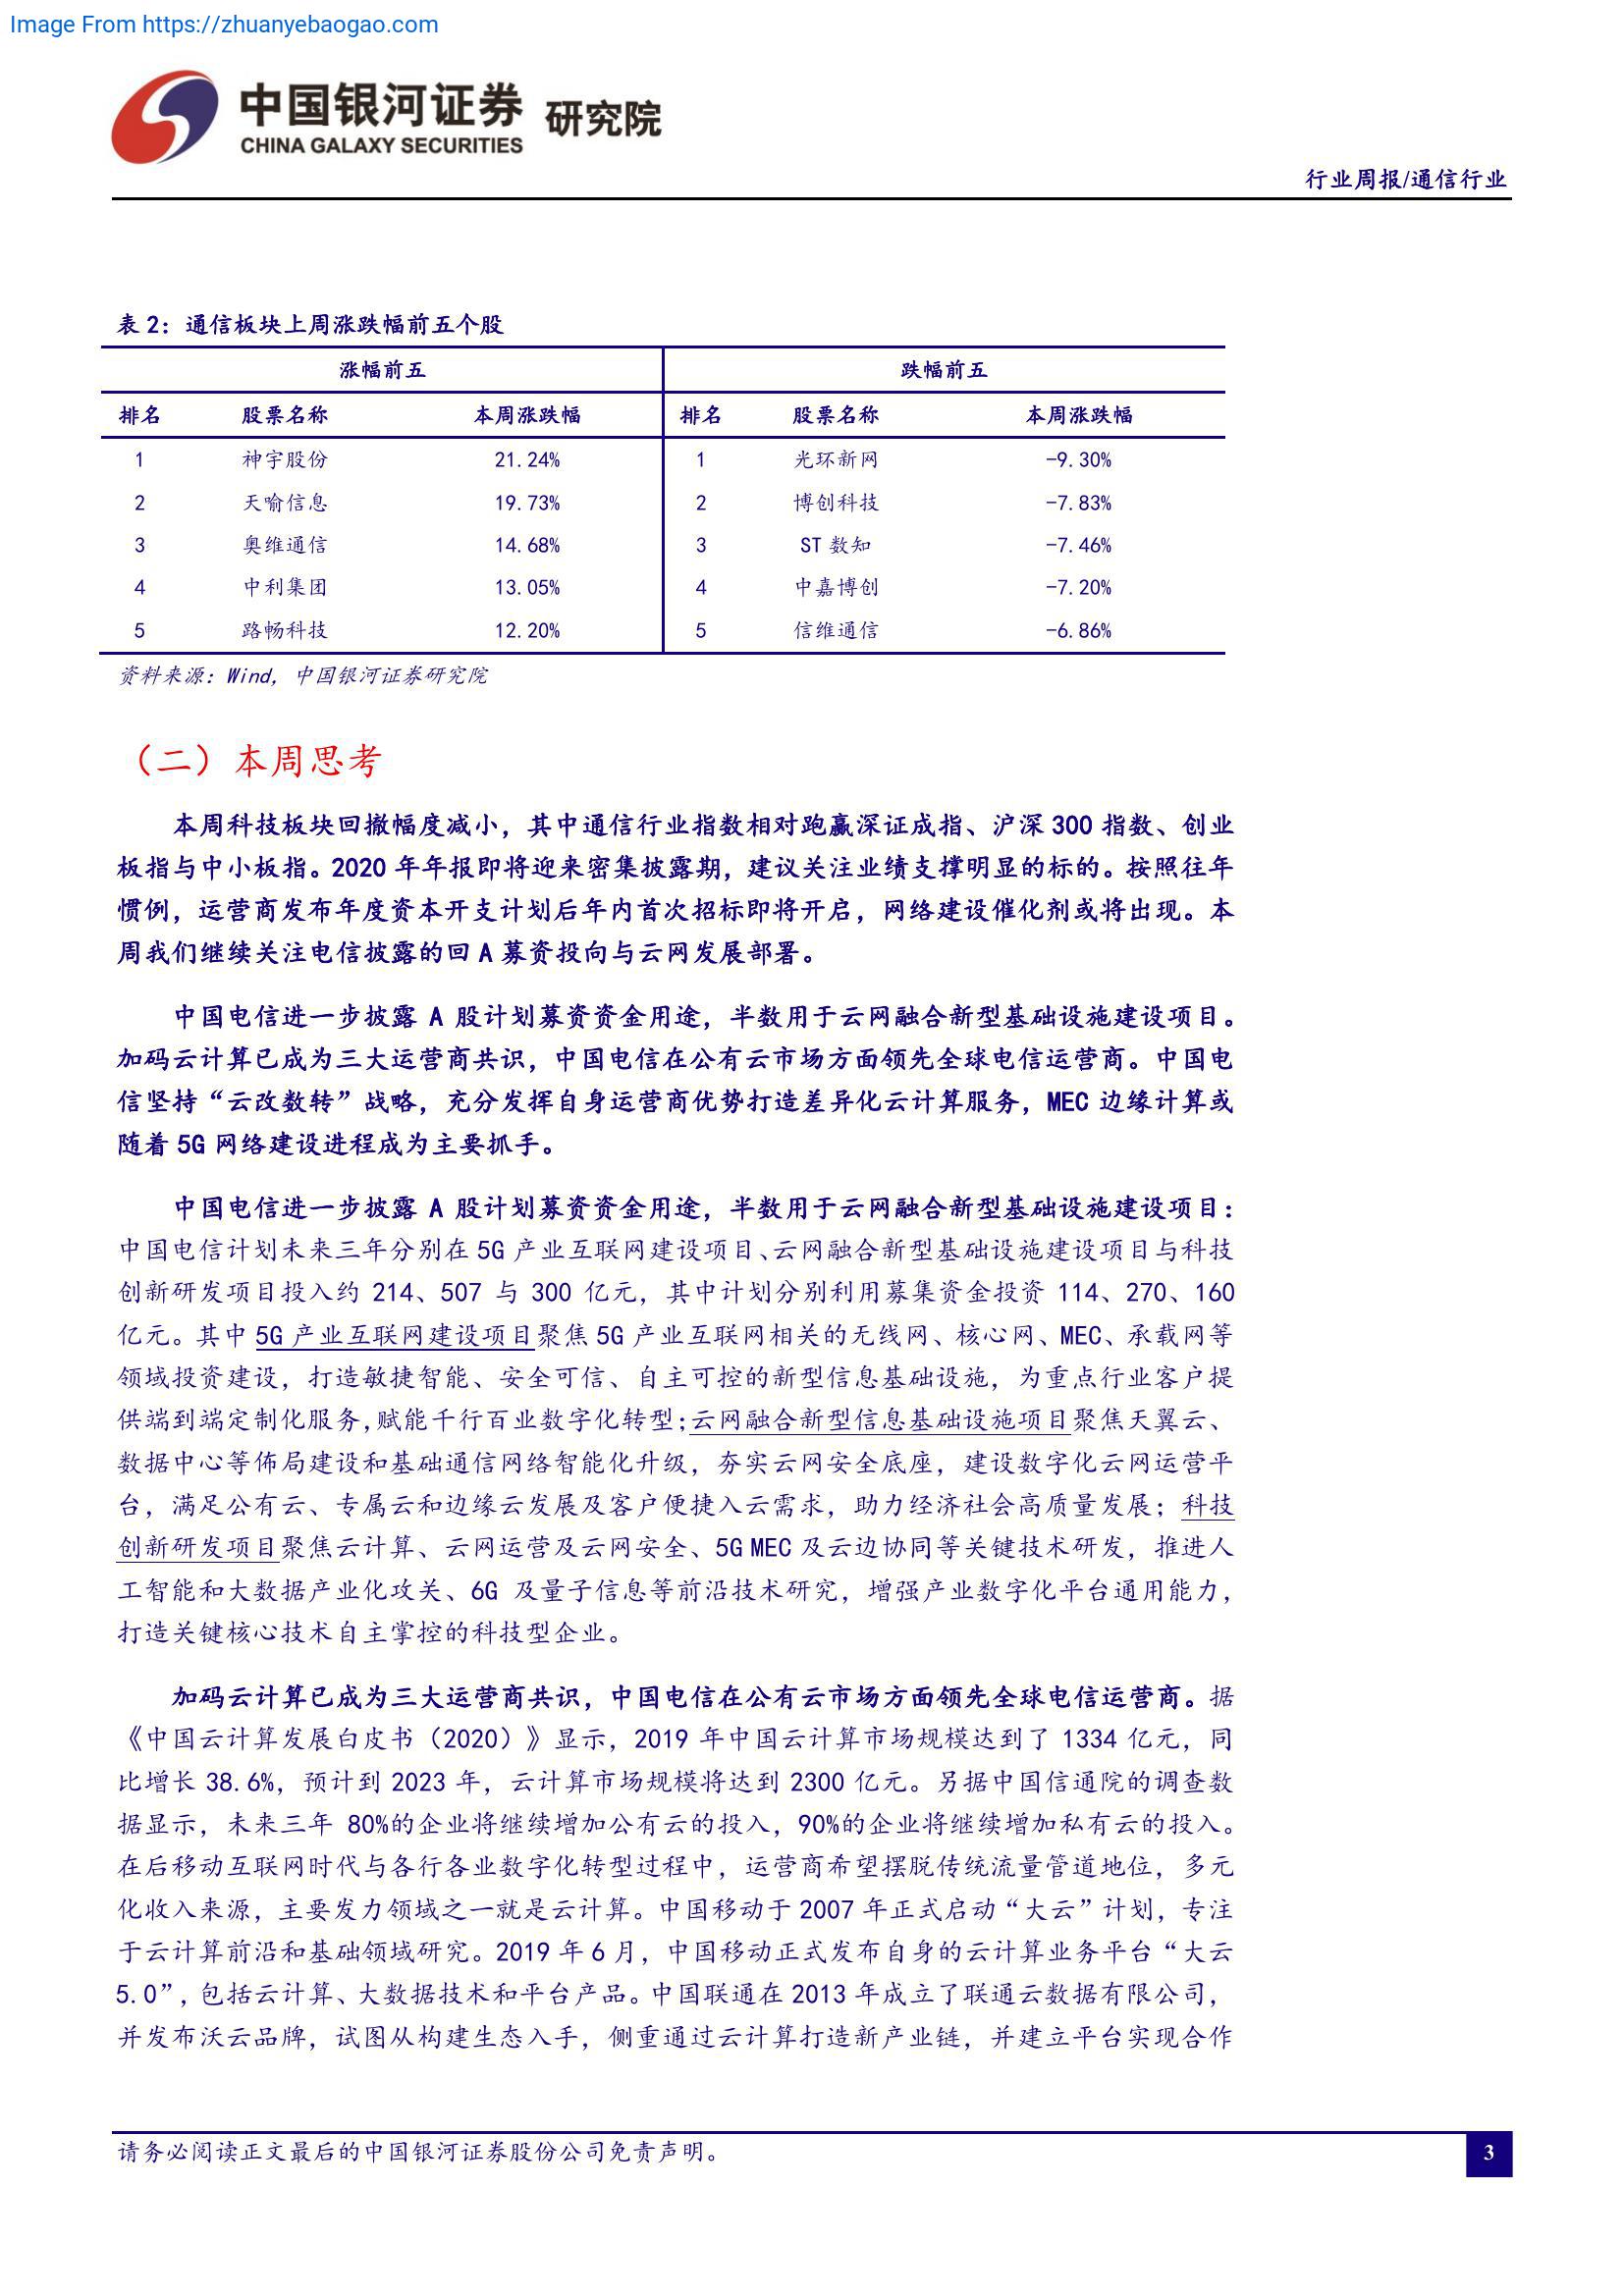 Image From https://zhuanyebaogao.com
中国银河证券 研究院
CHINA GALAXY SECURITIES
行业周报/通信行业
表 2：通信板块上周涨跌幅前五个股
涨幅前五 跌幅前五
排名 股票名称 本周涨跌幅 排名 股票名称 本周涨跌幅
1 神宇股份 21.24% 1 光环新网 -9.30%
2 天喻信息 19.73% 2 博创科技 -7.83%
3 奥维通信 14.68% 3 ST 数知 -7.46%
4 中利集团 13.05% 4 中嘉博创 -7.20%
5 路畅科技 12.20% 5 信维通信 -6.86%
资料来源：Wind，中国银河证券研究院
（二）本周思考
本周科技板块回撤幅度减小，其中通信行业指数相对跑赢深证成指、沪深 300 指数、创业
板指与中小板指。2020 年年报即将迎来密集披露期，建议关注业绩支撑明显的标的。按照往年
惯例，运营商发布年度资本开支计划后年内首次招标即将开启，网络建设催化剂或将出现。本
周我们继续关注电信披露的回 A 募资投向与云网发展部署。
中国电信进一步披露 A 股计划募资资金用途，半数用于云网融合新型基础设施建设项目。
加码云计算已成为三大运营商共识，中国电信在公有云市场方面领先全球电信运营商。中国电
信坚持“云改数转”战略，充分发挥自身运营商优势打造差异化云计算服务，MEC 边缘计算或
随着 5G 网络建设进程成为主要抓手。
中国电信进一步披露 A 股计划募资资金用途，半数用于云网融合新型基础设施建设项目：
中国电信计划未来三年分别在 5G 产业互联网建设项目、云网融合新型基础设施建设项目与科技
创新研发项目投入约 214、507 与 300 亿元，其中计划分别利用募集资金投资 114、270、160
亿元。其中 5G 产业互联网建设项目聚焦 5G 产业互联网相关的无线网、核心网、MEC、承载网等
领域投资建设，打造敏捷智能、安全可信、自主可控的新型信息基础设施，为重点行业客户提
供端到端定制化服务,赋能千行百业数字化转型;云网融合新型信息基础设施项目聚焦天翼云、
数据中心等佈局建设和基础通信网络智能化升级，夯实云网安全底座，建设数字化云网运营平
台，满足公有云、专属云和边缘云发展及客户便捷入云需求，助力经济社会高质量发展；科技
创新研发项目聚焦云计算、云网运营及云网安全、5G MEC 及云边协同等关键技术研发，推进人
工智能和大数据产业化攻关、6G 及量子信息等前沿技术研究，增强产业数字化平台通用能力，
打造关键核心技术自主掌控的科技型企业。
加码云计算已成为三大运营商共识，中国电信在公有云市场方面领先全球电信运营商。据
《中国云计算发展白皮书（2020）》显示，2019 年中国云计算市场规模达到了 1334 亿元，同
比增长 38.6%，预计到 2023 年，云计算市场规模将达到 2300 亿元。另据中国信通院的调查数
据显示，未来三年 80%的企业将继续增加公有云的投入，90%的企业将继续增加私有云的投入。
在后移动互联网时代与各行各业数字化转型过程中，运营商希望摆脱传统流量管道地位，多元
化收入来源，主要发力领域之一就是云计算。中国移动于 2007 年正式启动“大云”计划，专注
于云计算前沿和基础领域研究。2019 年 6 月，中国移动正式发布自身的云计算业务平台“大云
5.0”，包括云计算、大数据技术和平台产品。中国联通在 2013 年成立了联通云数据有限公司，
并发布沃云品牌，试图从构建生态入手，侧重通过云计算打造新产业链，并建立平台实现合作
请务必阅读正文最后的中国银河证券股份公司免责声明。
3